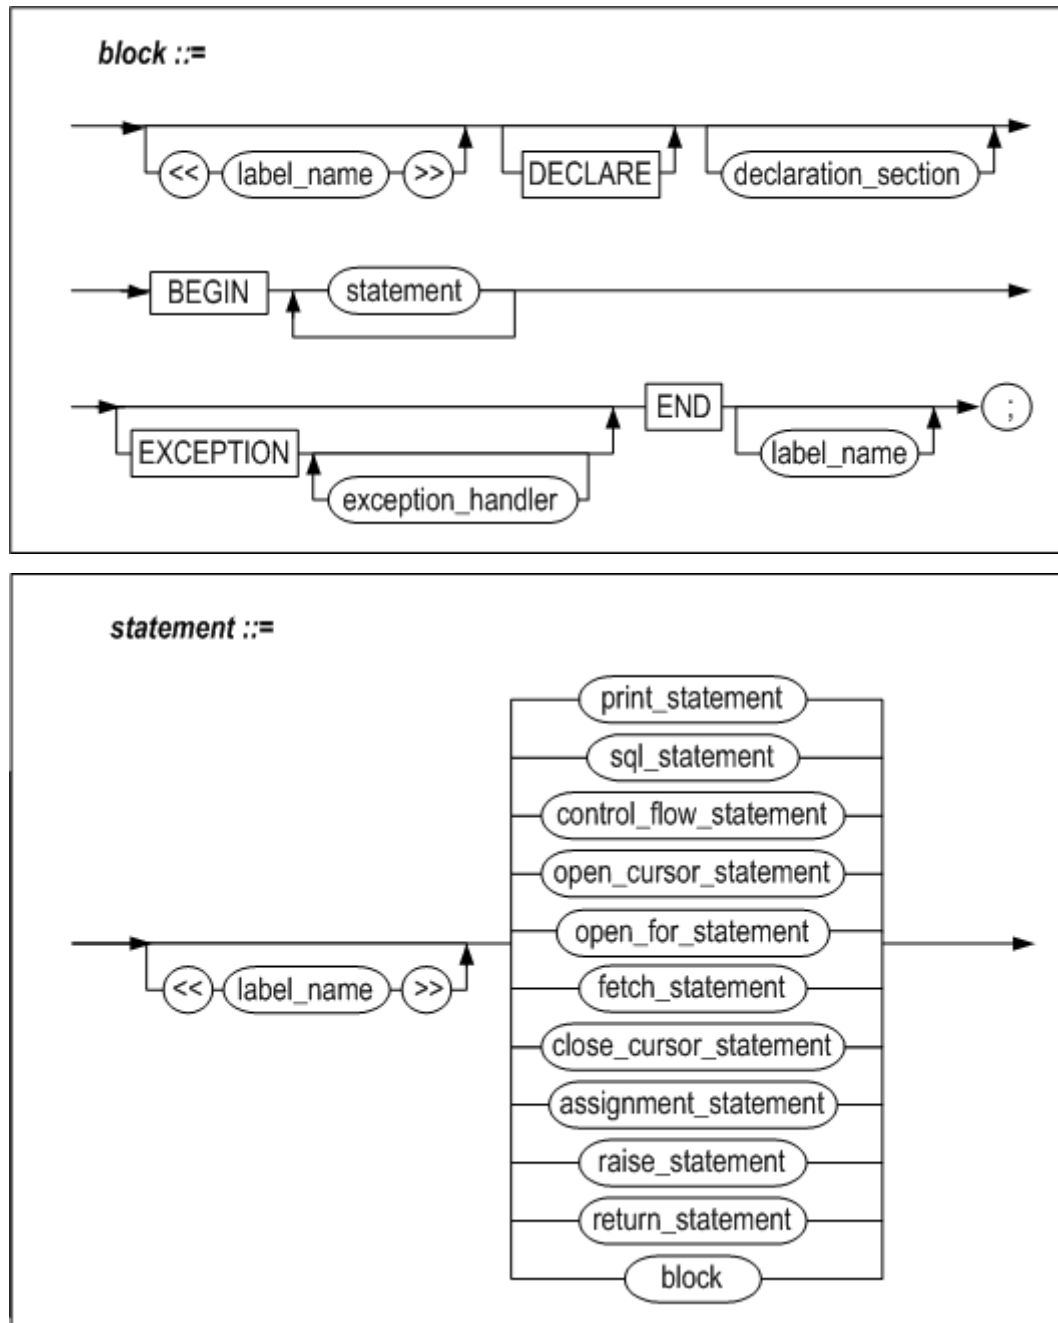 block ::=
<< label_name >> DECLARE declaration_section
BEGIN statement
EXCEPTION exception_handler END label_name ;
statement ::=
print_statement
sql_statement
control_flow_statement
open_cursor_statement
open_for_statement
<< label_name >>
fetch_statement
close_cursor_statement
assignment_statement
raise_statement
return_statement
block